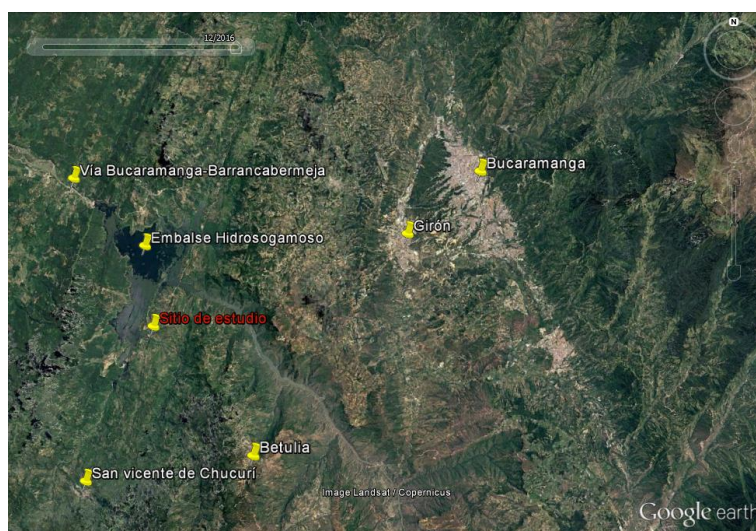 12/2016
N
Vía Bucaramanga-Barrancabermeja
Bucaramanga
Girón
Embalse Hidrosogamoso
Sitio de estudio
Betulia
San vicente de Chucurí
Image Landsat / Copernicus
Google earth